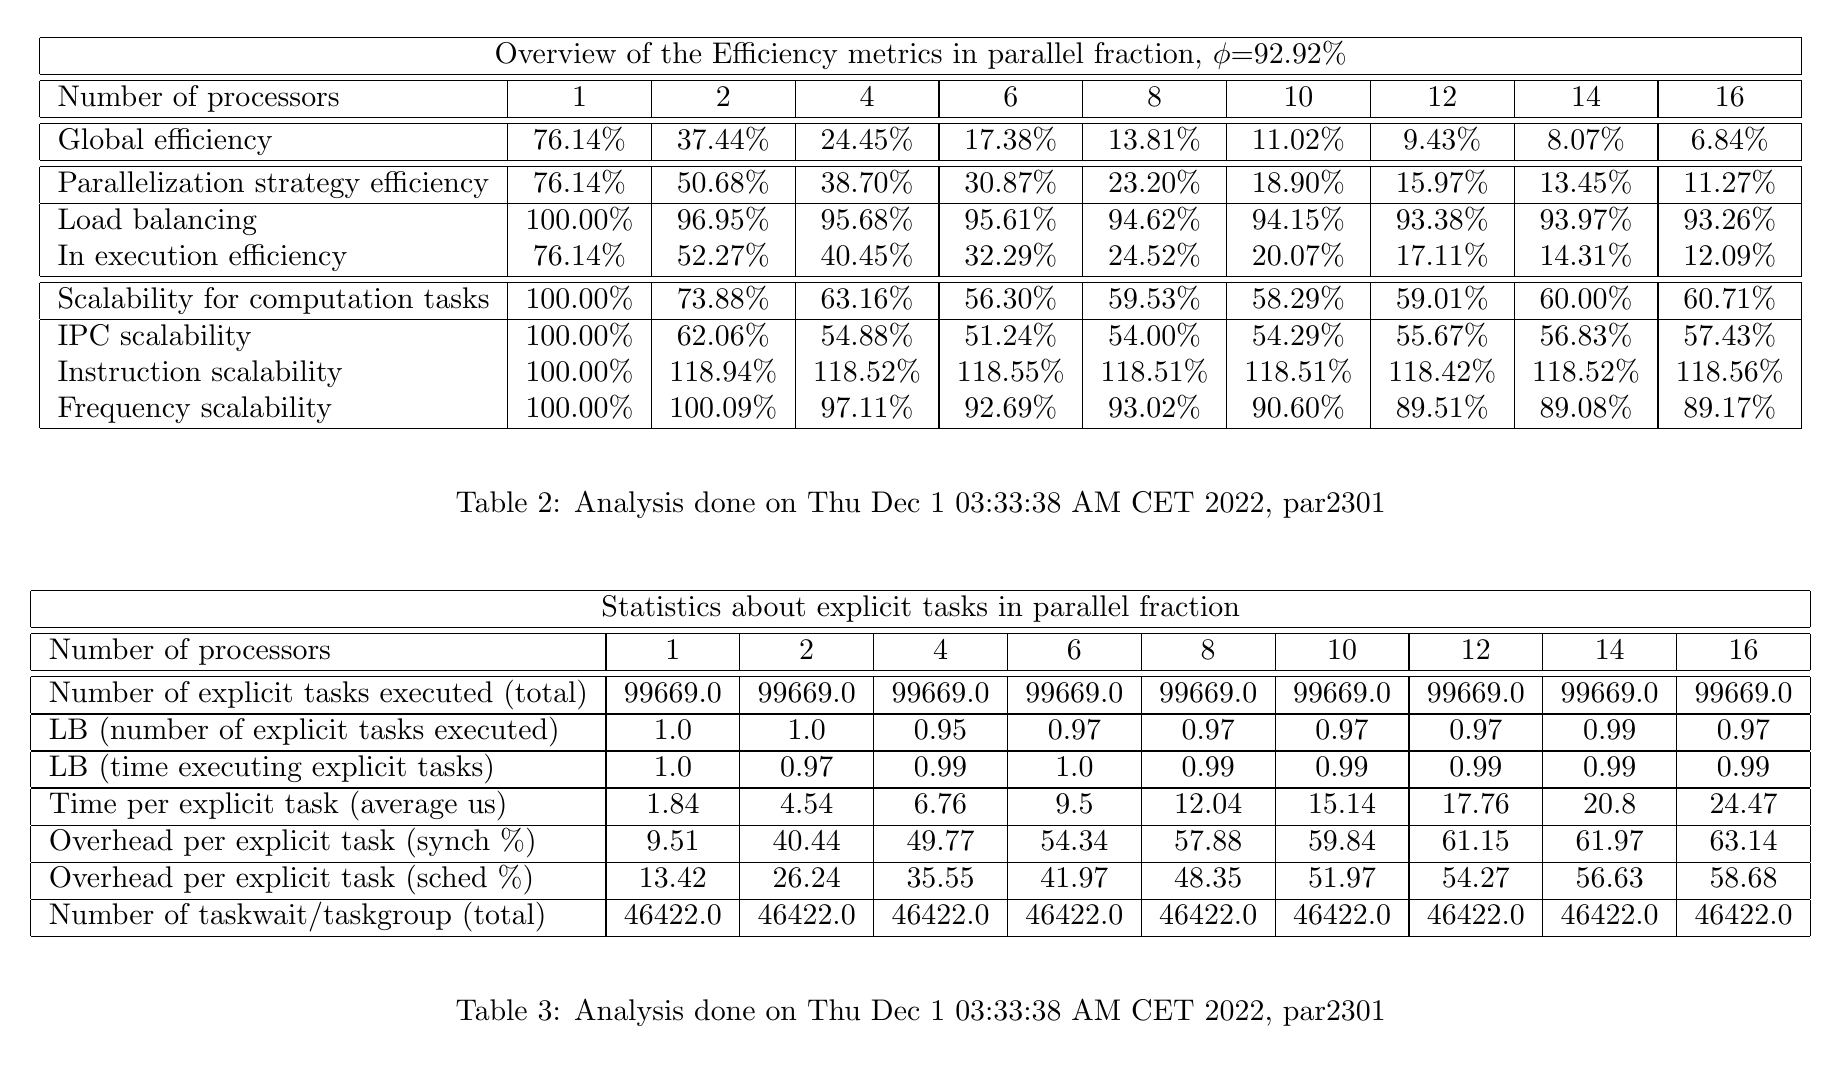 Overview of the Efficiency metrics in parallel fraction, ϕ=92.92%
Number of processors 1 2 4 6 8 10 12 14 16
Global efficiency 76.14% 37.44% 24.45% 17.38% 13.81% 11.02% 9.43% 8.07% 6.84%
Parallelization strategy efficiency 76.14% 50.68% 38.70% 30.87% 23.20% 18.90% 15.97% 13.45% 11.27%
Load balancing 100.00% 96.95% 95.68% 95.61% 94.62% 94.15% 93.38% 93.97% 93.26%
In execution efficiency 76.14% 52.27% 40.45% 32.29% 24.52% 20.07% 17.11% 14.31% 12.09%
Scalability for computation tasks 100.00% 73.88% 63.16% 56.30% 59.53% 58.29% 59.01% 60.00% 60.71%
IPC scalability 100.00% 62.06% 54.88% 51.24% 54.00% 54.29% 55.67% 56.83% 57.43%
Instruction scalability 100.00% 118.94% 118.52% 118.55% 118.51% 118.51% 118.42% 118.52% 118.56%
Frequency scalability 100.00% 100.09% 97.11% 92.69% 93.02% 90.60% 89.51% 89.08% 89.17%
Table 2: Analysis done on Thu Dec 1 03:33:38 AM CET 2022, par2301
Statistics about explicit tasks in parallel fraction
Number of processors 1 2 4 6 8 10 12 14 16
Number of explicit tasks executed (total) 99669.0 99669.0 99669.0 99669.0 99669.0 99669.0 99669.0 99669.0 99669.0
LB (number of explicit tasks executed) 1.0 1.0 0.95 0.97 0.97 0.97 0.97 0.99 0.97
LB (time executing explicit tasks) 1.0 0.97 0.99 1.0 0.99 0.99 0.99 0.99 0.99
Time per explicit task (average us) 1.84 4.54 6.76 9.5 12.04 15.14 17.76 20.8 24.47
Overhead per explicit task (synch %) 9.51 40.44 49.77 54.34 57.88 59.84 61.15 61.97 63.14
Overhead per explicit task (sched %) 13.42 26.24 35.55 41.97 48.35 51.97 54.27 56.63 58.68
Number of taskwait/taskgroup (total) 46422.0 46422.0 46422.0 46422.0 46422.0 46422.0 46422.0 46422.0 46422.0
Table 3: Analysis done on Thu Dec 1 03:33:38 AM CET 2022, par2301